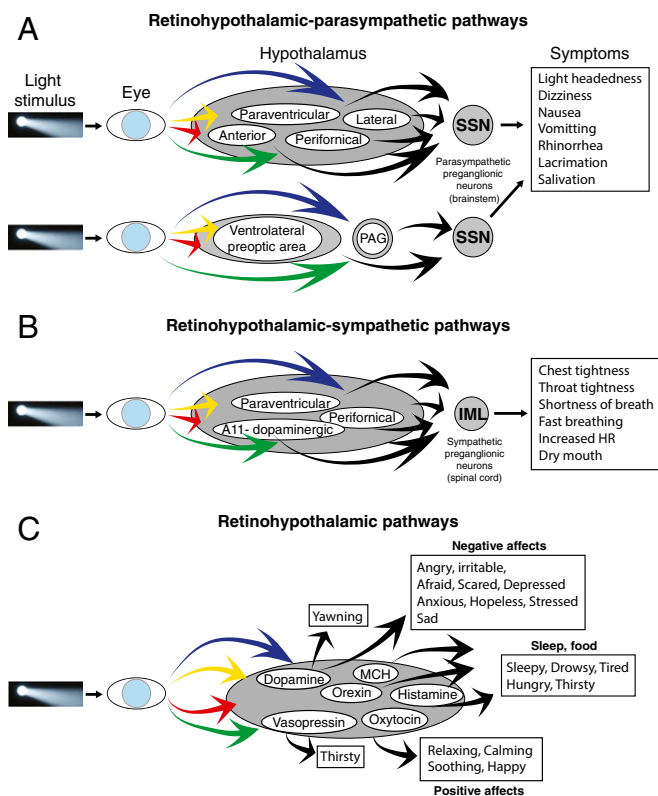 A
Retinohypothalamic-parasympathetic pathways
Light
stimulus
Eye
Hypothalamus
Symptoms
Paraventricular
Lateral
Anterior
Perifornical
SSN
Parasympathetic
preganglionic
neurons
(brainstem)
Light headedness
Dizziness
Nausea
Vomitting
Rhinorrhea
Lacrimation
Salivation
Ventrolateral
preoptic area
PAG
SSN
B
Retinohypothalamic-sympathetic pathways
Paraventricular
Perifornical
A11- dopaminergic
IML
Sympathetic
preganglionic
neurons
(spinal cord)
Chest tightness
Throat tightness
Shortness of breath
Fast breathing
Increased HR
Dry mouth
C
Retinohypothalamic pathways
Negative affects
Angry, irritable,
Afraid, Scared, Depressed
Anxious, Hopeless, Stressed
Sad
Yawning
Sleep, food
Sleepy, Drowsy, Tired
Hungry, Thirsty
Dopamine
MCH
Orexin
Histamine
Vasopressin
Oxytocin
Thirsty
Relaxing, Calming
Soothing, Happy
Positive affects